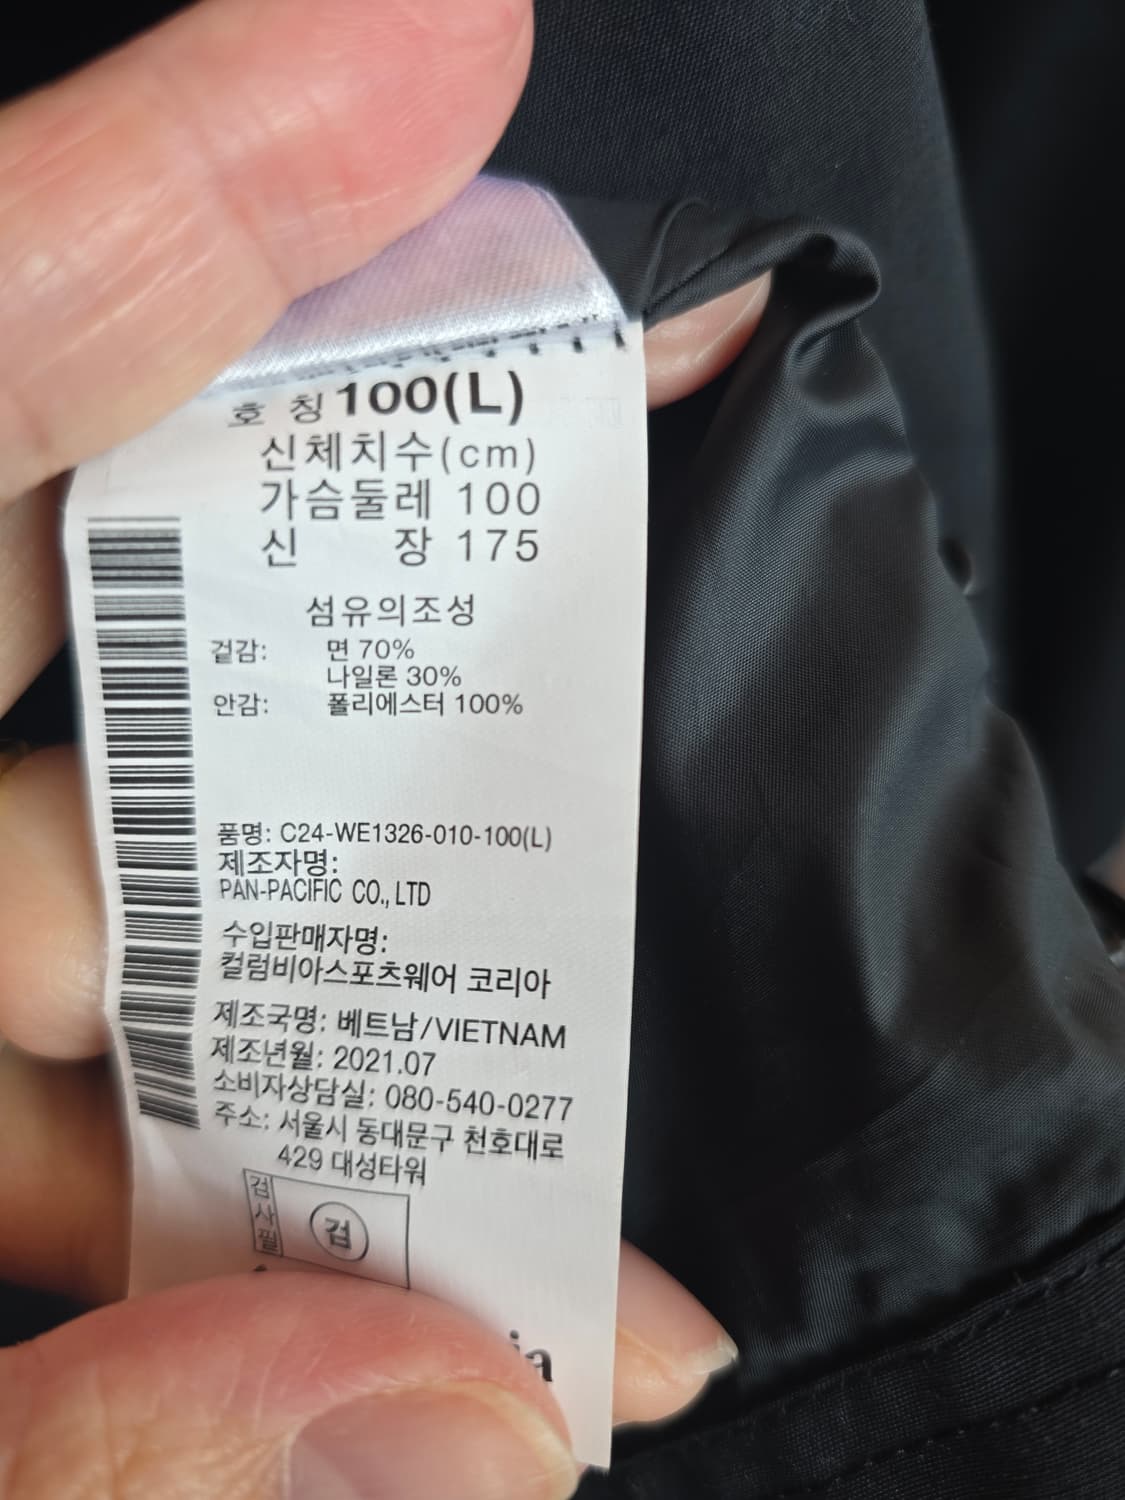 호 칭 100(L)
신체치수(cm)
가슴둘레 100
신 장 175
섬유의조성
겉감: 면 70%
나일론 30%
안감: 폴리에스터 100%
품명: C24-WE1326-010-100(L)
제조자명:
PAN-PACIFIC CO., LTD
수입판매자명:
컬럼비아스포츠웨어 코리아
제조국명: 베트남/VIETNAM
제조년월: 2021.07
소비자상담실: 080-540-0277
주소: 서울시 동대문구 천호대로
429 대성타워
검사필
검